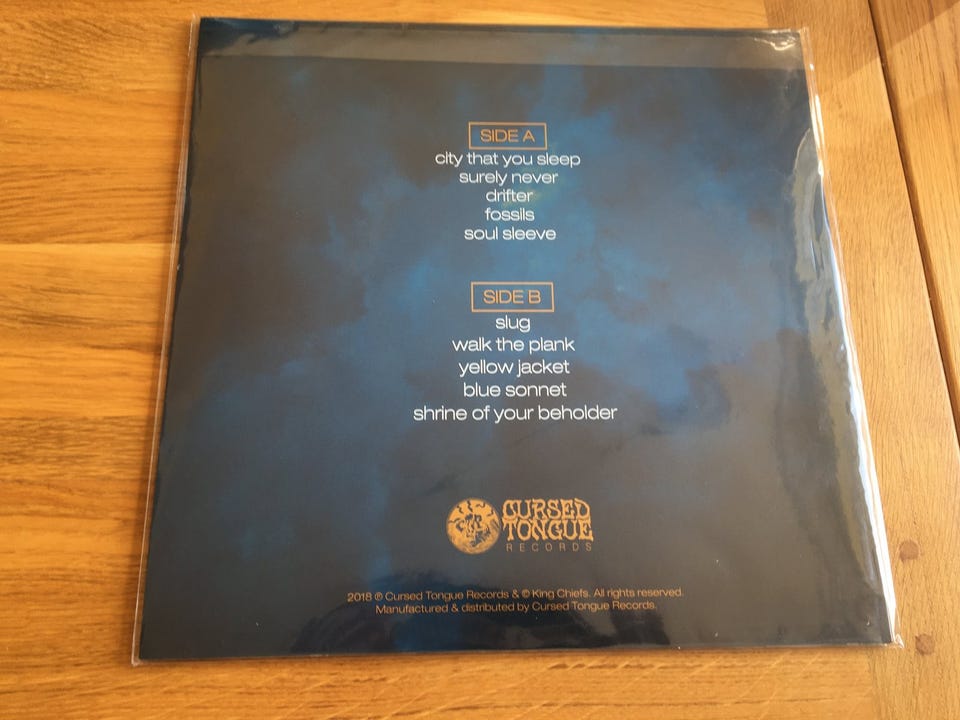 SIDE A
city that you sleep
surely never
drifter
fossils
soul sleeve
SIDE B
slug
walk the plank
yellow jacket
blue sonnet
shrine of your beholder
CURSED
TONGUE
RECORDS
2018 ℗ Cursed Tongue Records & © King Chiefs. All rights reserved.
Manufactured & distributed by Cursed Tongue Records.